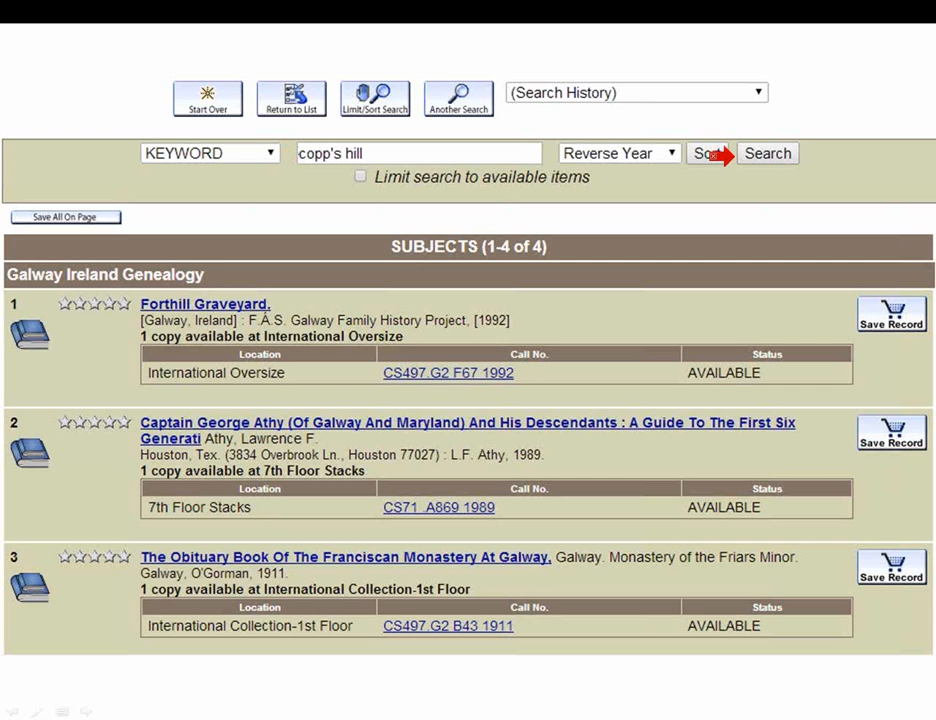 Start Over
Return to List
Limit/Sort Search
Another Search
(Search History)
KEYWORD
copp's hill
Reverse Year
Search
Limit search to available items
Save All On Page
SUBJECTS (1-4 of 4)
Galway Ireland Genealogy
1
Forthill Graveyard.
[Galway, Ireland] : F.Á.S. Galway Family History Project, [1992]
1 copy available at International Oversize
Save Record
Location Call No. Status
International Oversize CS497.G2 F67 1992 AVAILABLE
2
Captain George Athy (Of Galway And Maryland) And His Descendants : A Guide To The First Six
Generati Athy, Lawrence F.
Houston, Tex. (3834 Overbrook Ln., Houston 77027) : L.F. Athy, 1989.
1 copy available at 7th Floor Stacks
Save Record
Location Call No. Status
7th Floor Stacks CS71 .A869 1989 AVAILABLE
3
The Obituary Book Of The Franciscan Monastery At Galway, Galway. Monastery of the Friars Minor.
Galway, O'Gorman, 1911.
1 copy available at International Collection-1st Floor
Save Record
Location Call No. Status
International Collection-1st Floor CS497.G2 B43 1911 AVAILABLE